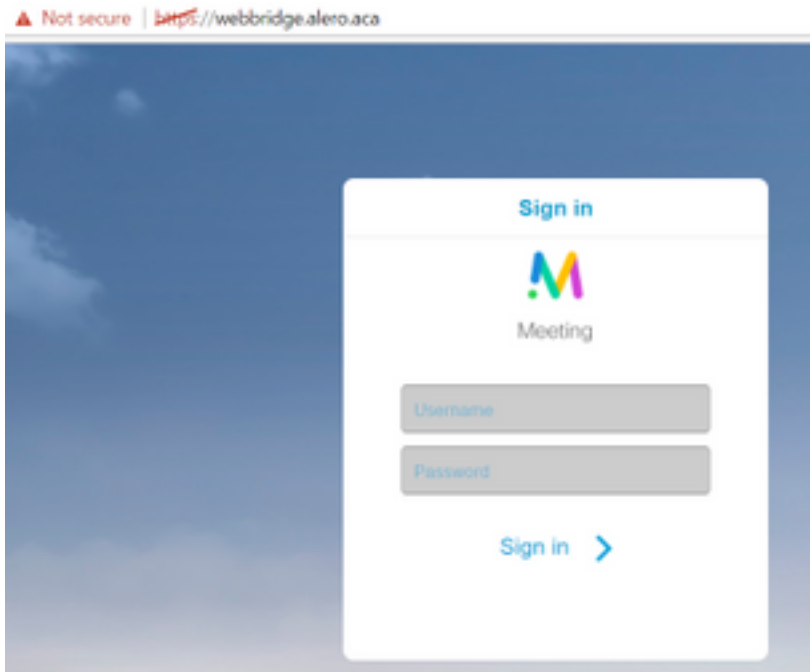 Not secure | https://webbridge.alero.aca
Sign in
Meeting
Username
Password
Sign in